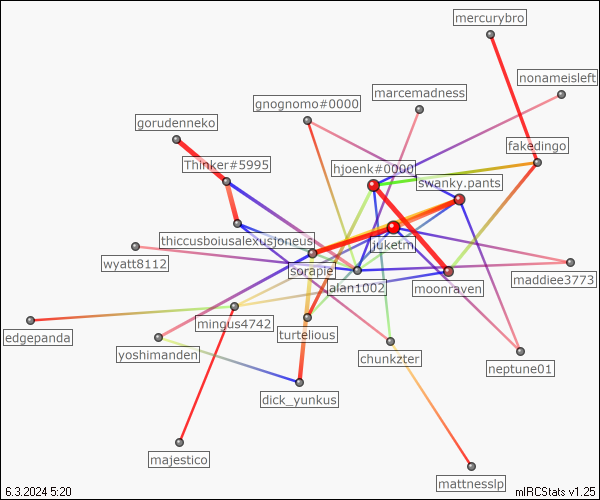 mercurybro
nonameisleft
marcemadness
gnognomo#0000
gorudenneko
fakedingo
Thinker#5995
hjoenk#0000
swanky.pants
thiccusboiusalexusjoneus
jukethr
wyatt8112
sorapie
maddiee3773
alan1002
moonraven
mingus4742
edgepanda
turtelious
yoshimanden
chunkzter
neptune01
dick_yunkus
majestico
mattnesslp
6.3.2024 5:20
mIRCStats v1.25